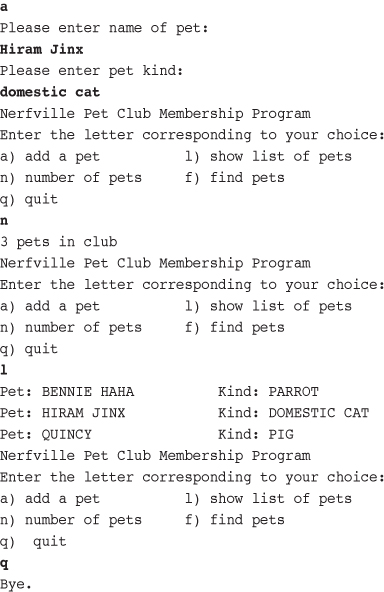 a
Please enter name of pet:
Hiram Jinx
Please enter pet kind:
domestic cat
Nerfville Pet Club Membership Program
Enter the letter corresponding to your choice:
a) add a pet          l) show list of pets
n) number of pets     f) find pets
q) quit
n
3 pets in club
Nerfville Pet Club Membership Program
Enter the letter corresponding to your choice:
a) add a pet          l) show list of pets
n) number of pets     f) find pets
q) quit
l
Pet: BENNIE HAHA          Kind: PARROT
Pet: HIRAM JINX           Kind: DOMESTIC CAT
Pet: QUINCY               Kind: PIG
Nerfville Pet Club Membership Program
Enter the letter corresponding to your choice:
a) add a pet          l) show list of pets
n) number of pets     f) find pets
q)  quit
q
Bye.